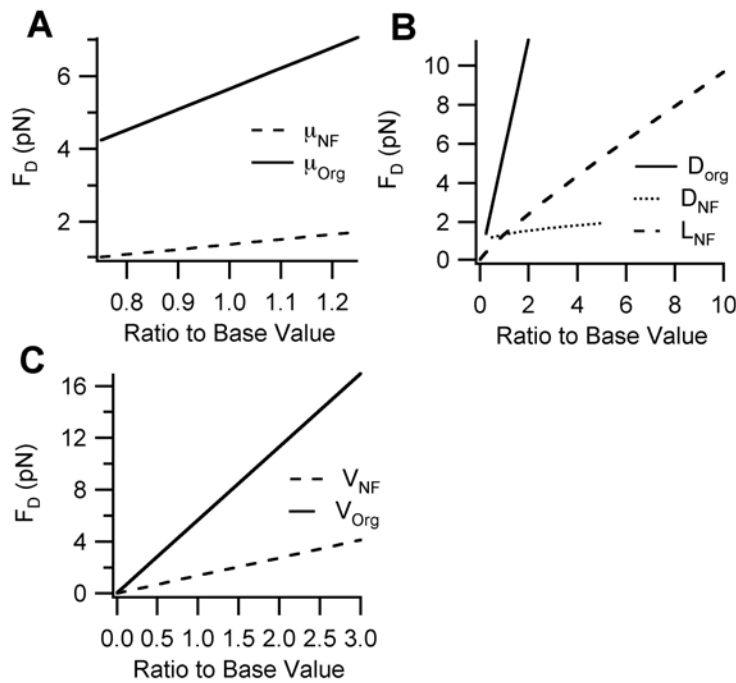 A
F_D (pN)
6
4
2
μ_NF
μ_Org
0.8 0.9 1.0 1.1 1.2
Ratio to Base Value
B
F_D (pN)
10
8
6
4
2
0
D_org
D_NF
L_NF
0 2 4 6 8 10
Ratio to Base Value
C
F_D (pN)
16
12
8
4
0
V_NF
V_Org
0.0 0.5 1.0 1.5 2.0 2.5 3.0
Ratio to Base Value